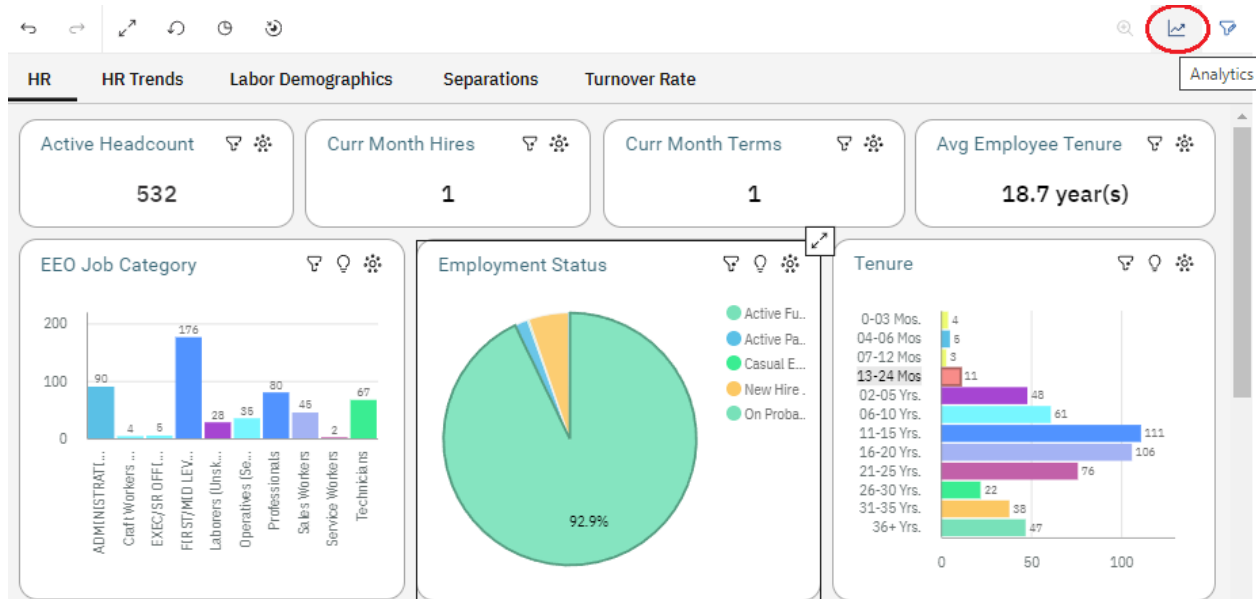 HR HR Trends Labor Demographics Separations Turnover Rate
Analytics
Active Headcount
532
Curr Month Hires
1
Curr Month Terms
1
Avg Employee Tenure
18.7 year(s)
EEO Job Category
200
100
0
90
4
5
176
28
35
80
45
2
67
ADMINISTRATI...
Craft Workers ...
EXEC/SR OFFI...
FIRST/MID LEV...
Laborers (Unsk...
Operatives (Se...
Professionals
Sales Workers
Service Workers
Technicians
Employment Status
92.9%
Active Fu..
Active Pa..
Casual E...
New Hire .
On Proba..
Tenure
0-03 Mos. 4
04-06 Mos 5
07-12 Mos 3
13-24 Mos 11
02-05 Yrs. 48
06-10 Yrs. 61
11-15 Yrs. 111
16-20 Yrs. 106
21-25 Yrs. 76
26-30 Yrs. 22
31-35 Yrs. 38
36+ Yrs. 47
0 50 100